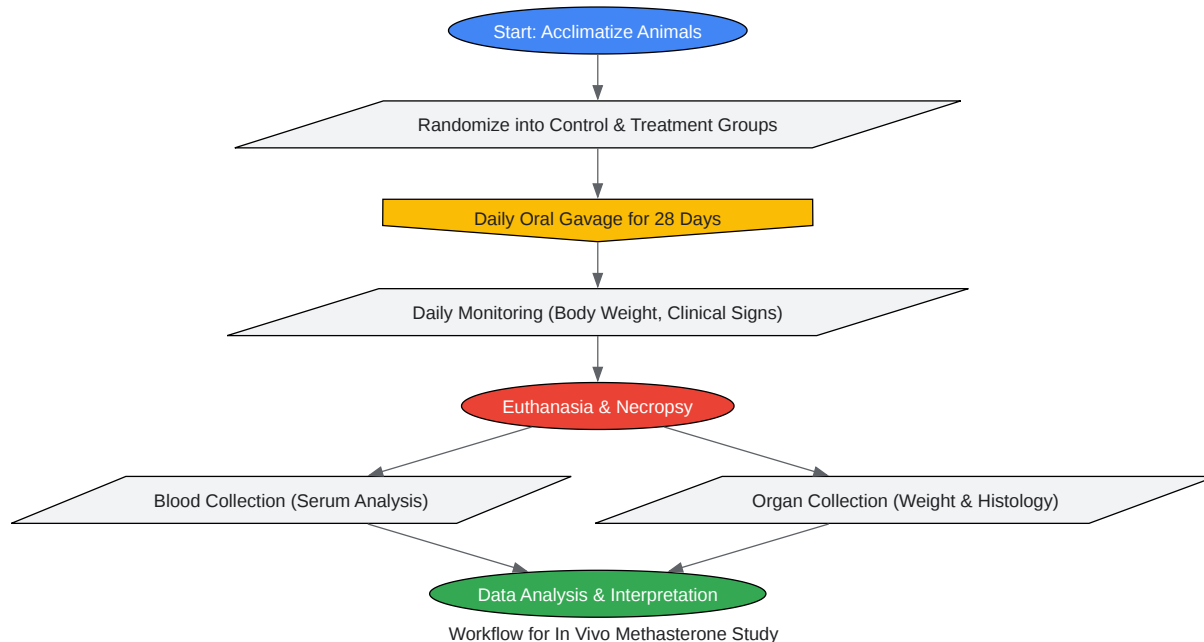 Start: Acclimatize Animals
Randomize into Control & Treatment Groups
Daily Oral Gavage for 28 Days
Daily Monitoring (Body Weight, Clinical Signs)
Euthanasia & Necropsy
Blood Collection (Serum Analysis)
Organ Collection (Weight & Histology)
Data Analysis & Interpretation
Workflow for In Vivo Methasterone Study